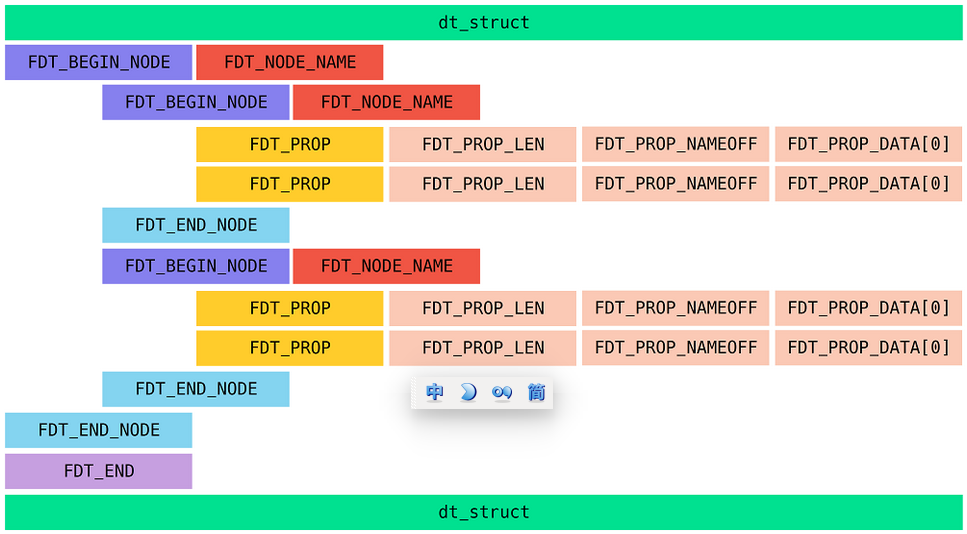 dt_struct
FDT_BEGIN_NODE FDT_NODE_NAME
FDT_BEGIN_NODE FDT_NODE_NAME
FDT_PROP FDT_PROP_LEN FDT_PROP_NAMEOFF FDT_PROP_DATA[0]
FDT_PROP FDT_PROP_LEN FDT_PROP_NAMEOFF FDT_PROP_DATA[0]
FDT_END_NODE
FDT_BEGIN_NODE FDT_NODE_NAME
FDT_PROP FDT_PROP_LEN FDT_PROP_NAMEOFF FDT_PROP_DATA[0]
FDT_PROP FDT_PROP_LEN FDT_PROP_NAMEOFF FDT_PROP_DATA[0]
FDT_END_NODE
中 简
FDT_END_NODE
FDT_END
dt_struct